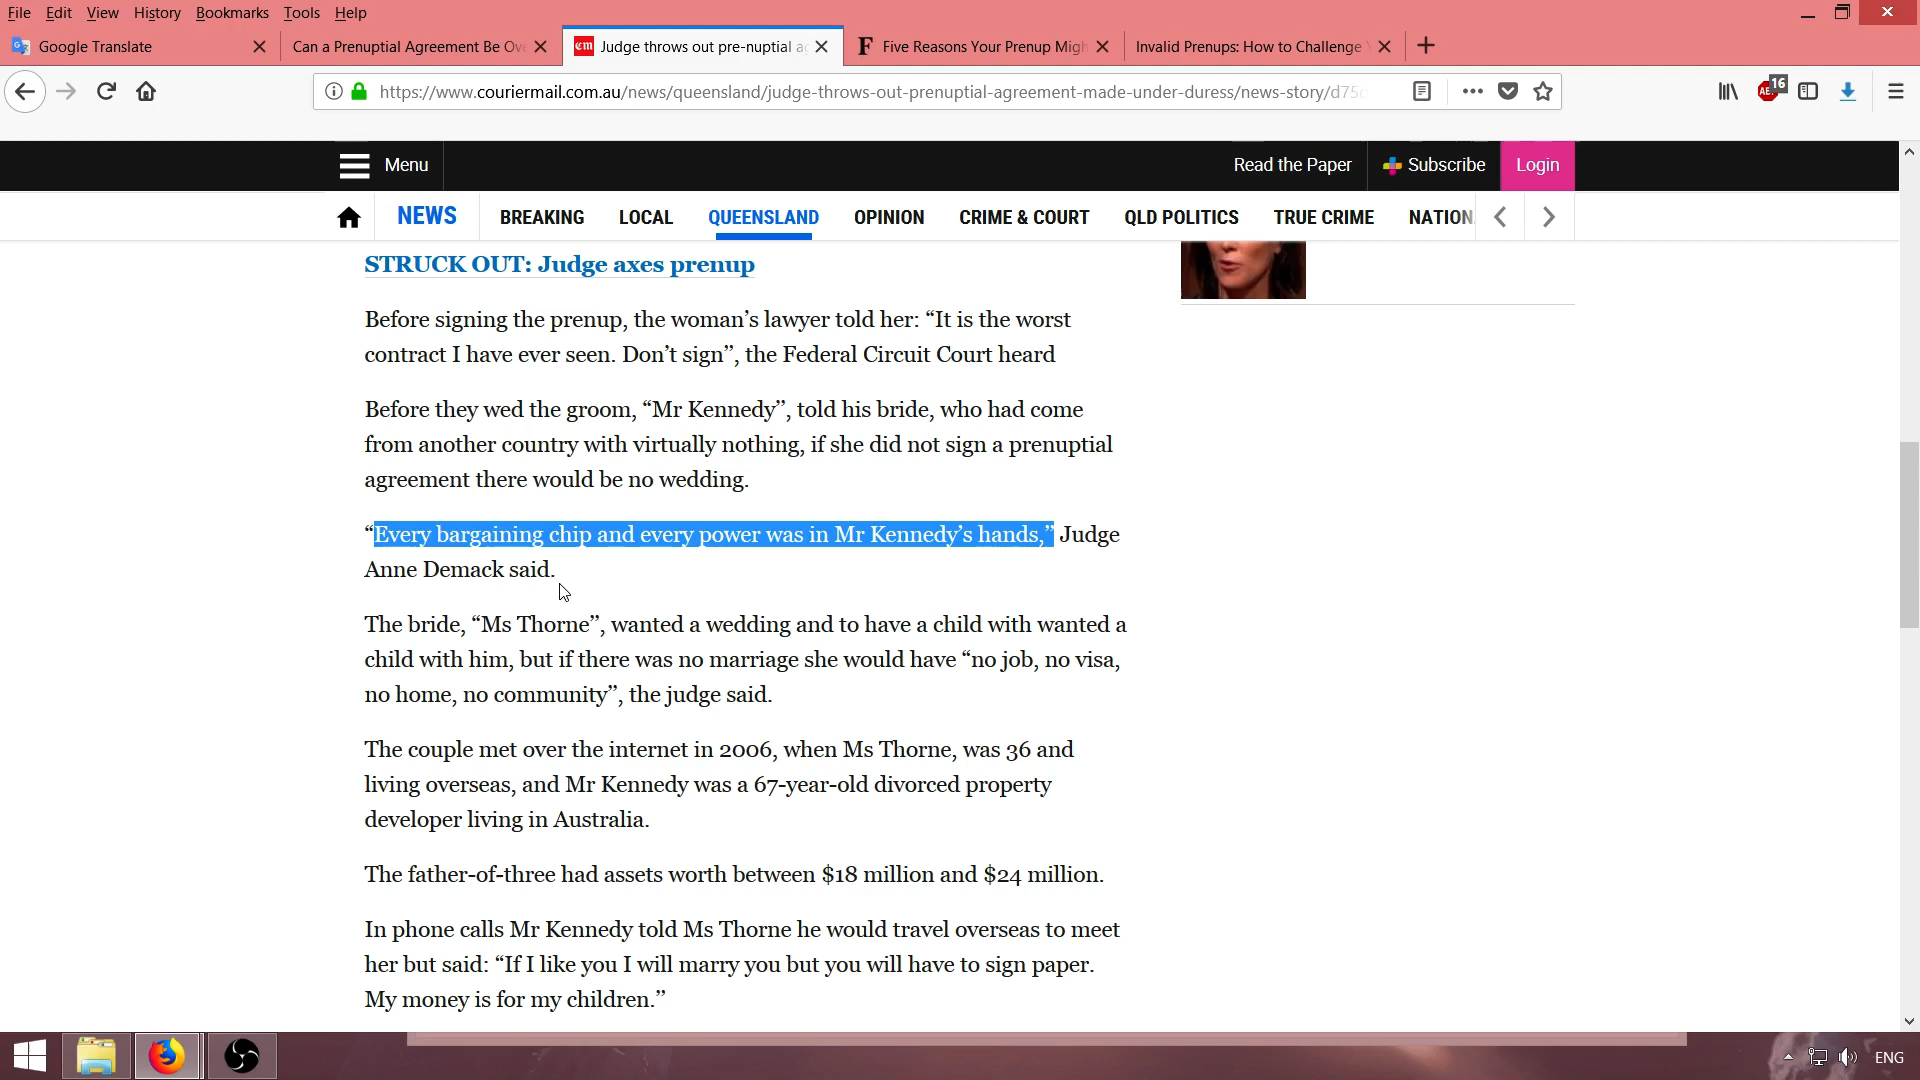 File Edit View History Bookmarks Tools Help
Google Translate
Can a Prenuptial Agreement Be Ove
cm Judge throws out pre-nuptial a
F Five Reasons Your Prenup Migh
Invalid Prenups: How to Challenge
https://www.couriermail.com.au/news/queensland/judge-throws-out-prenuptial-agreement-made-under-duress/news-story/d75
ABP 16
Menu Read the Paper Subscribe Login
NEWS BREAKING LOCAL QUEENSLAND OPINION CRIME & COURT QLD POLITICS TRUE CRIME NATION
STRUCK OUT: Judge axes prenup
Before signing the prenup, the woman’s lawyer told her: “It is the worst
contract I have ever seen. Don’t sign”, the Federal Circuit Court heard
Before they wed the groom, “Mr Kennedy”, told his bride, who had come
from another country with virtually nothing, if she did not sign a prenuptial
agreement there would be no wedding.
“Every bargaining chip and every power was in Mr Kennedy’s hands,” Judge
Anne Demack said.
The bride, “Ms Thorne”, wanted a wedding and to have a child with wanted a
child with him, but if there was no marriage she would have “no job, no visa,
no home, no community”, the judge said.
The couple met over the internet in 2006, when Ms Thorne, was 36 and
living overseas, and Mr Kennedy was a 67-year-old divorced property
developer living in Australia.
The father-of-three had assets worth between $18 million and $24 million.
In phone calls Mr Kennedy told Ms Thorne he would travel overseas to meet
her but said: “If I like you I will marry you but you will have to sign paper.
My money is for my children.”
ENG